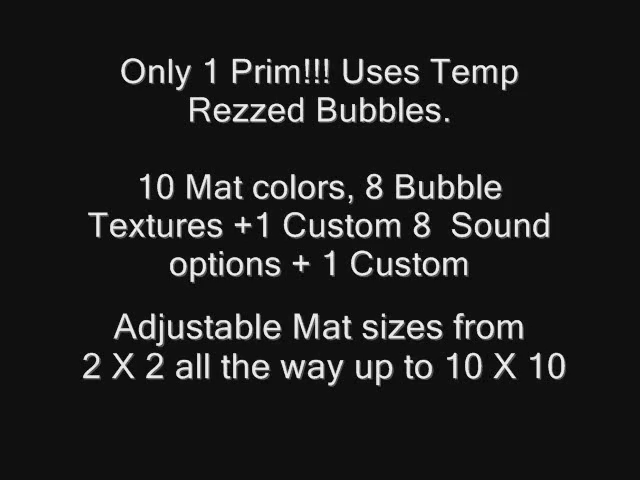 Only 1 Prim!!! Uses Temp
Rezzed Bubbles.
10 Mat colors, 8 Bubble
Textures +1 Custom 8  Sound
options + 1 Custom
Adjustable Mat sizes from
2 X 2 all the way up to 10 X 10